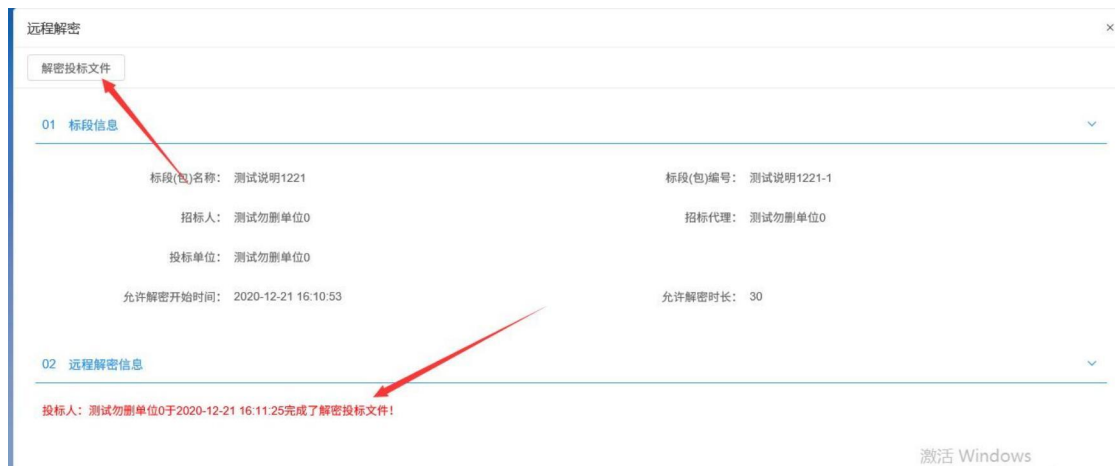 远程解密
×
解密投标文件
01 标段信息
标段(包)名称： 测试说明1221 标段(包)编号： 测试说明1221-1
招标人： 测试勿删单位0 招标代理： 测试勿删单位0
投标单位： 测试勿删单位0
允许解密开始时间： 2020-12-21 16:10:53 允许解密时长： 30
02 远程解密信息
投标人：测试勿删单位0于2020-12-21 16:11:25完成了解密投标文件！
激活 Windows